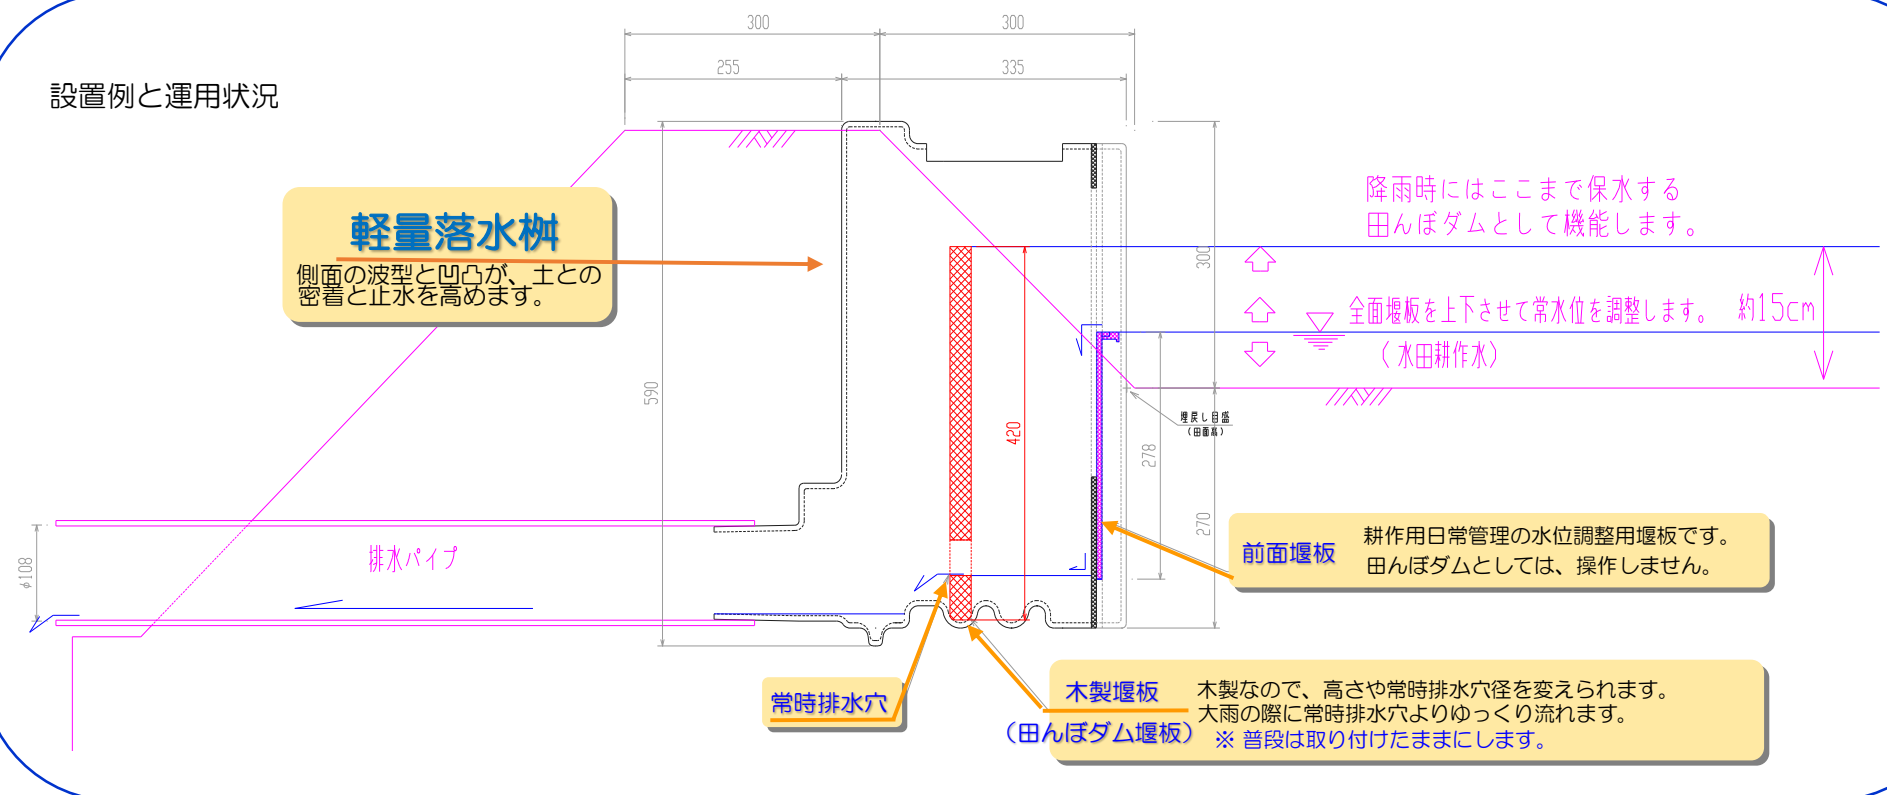 設置例と運用状況
300
300
255
335
軽量落水桝
側面の波型と凹凸が、土との
密着と止水を高めます。
降雨時にはここまで保水する
田んぼダムとして機能します。
300
全面堰板を上下させて常水位を調整します。
約15cm
(水田耕作水)
590
420
埋戻し目盛
(田面高)
278
270
排水パイプ
φ108
前面堰板
耕作用日常管理の水位調整用堰板です。
田んぼダムとしては、操作しません。
常時排水穴
木製堰板
(田んぼダム堰板)
木製なので、高さや常時排水穴径を変えられます。
大雨の際に常時排水穴よりゆっくり流れます。
※ 普段は取り付けたままにします。